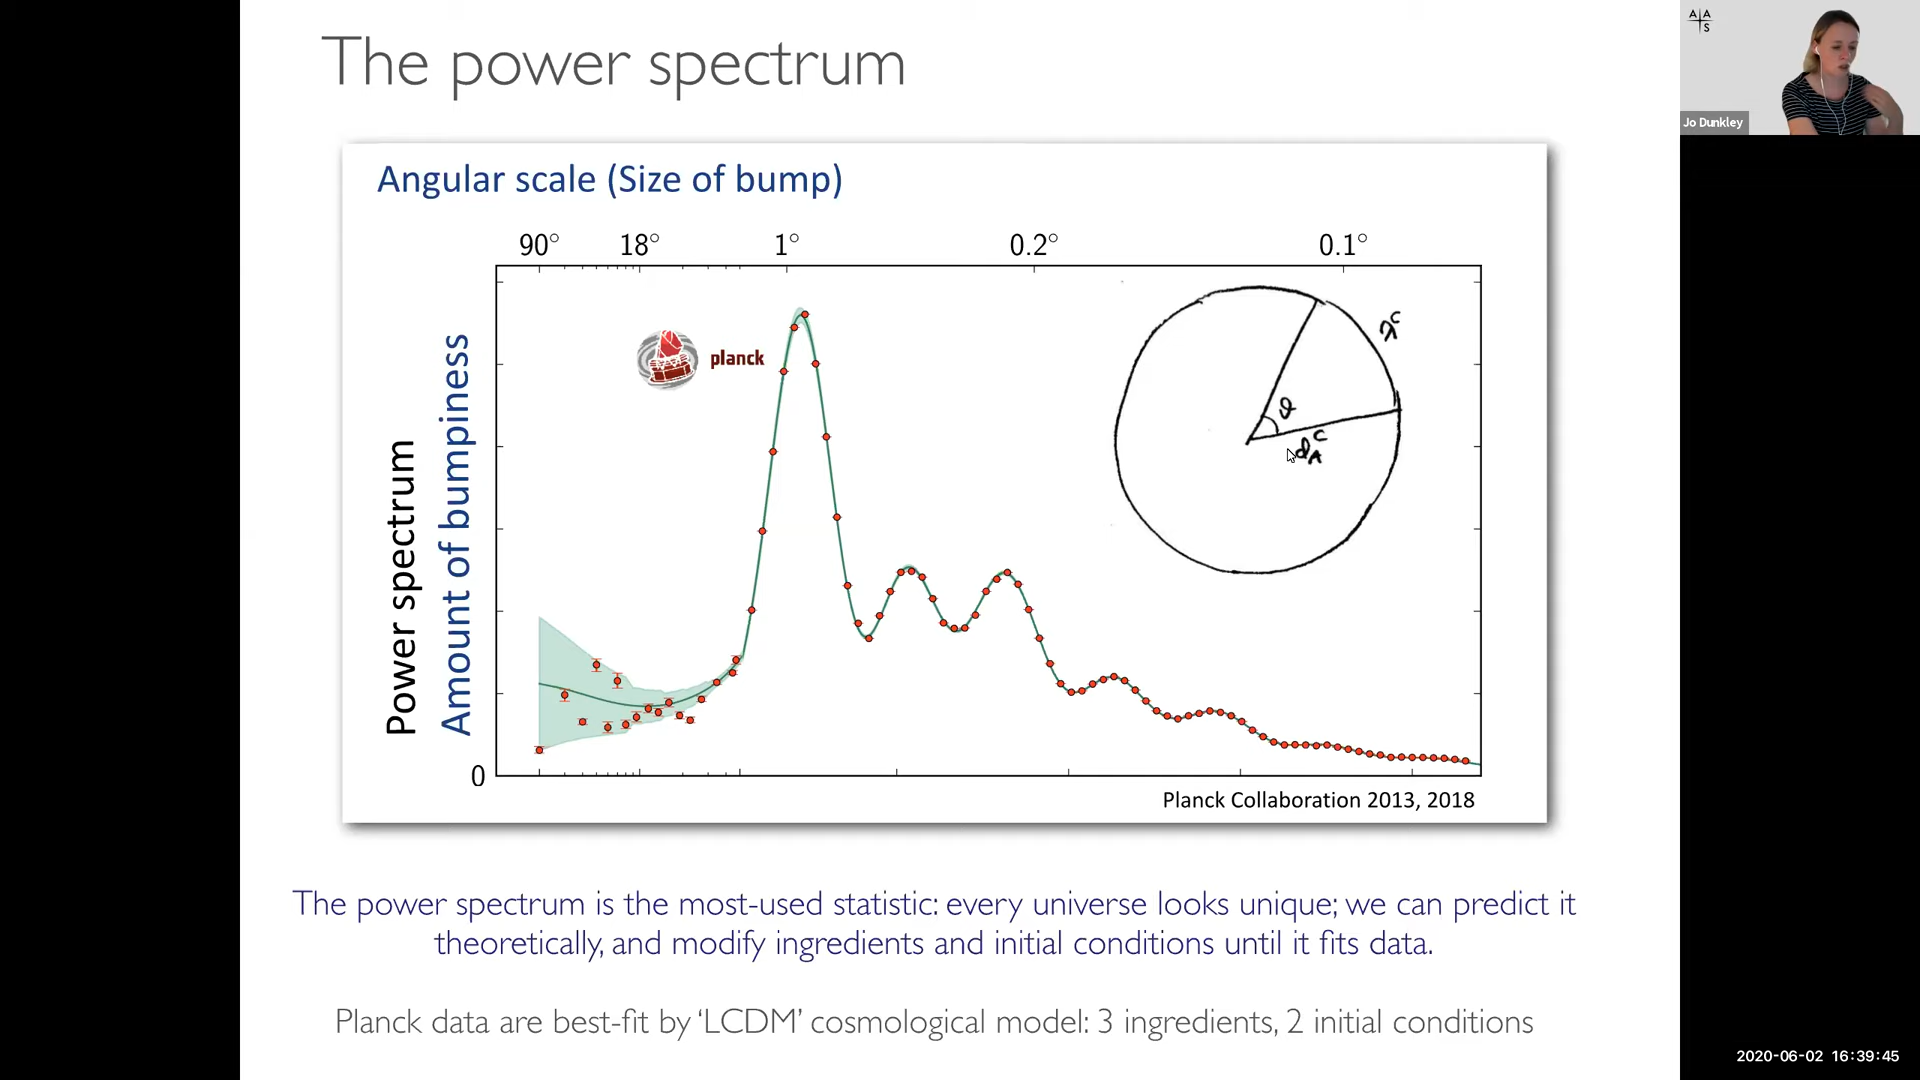 The power spectrum
A A
S
Jo Dunkley
Angular scale (Size of bump)
90° 18° 1° 0.2° 0.1°
planck
Power spectrum
Amount of bumpiness
λᶜ
θ
d_Aᶜ
0
Planck Collaboration 2013, 2018
The power spectrum is the most-used statistic: every universe looks unique; we can predict it
theoretically, and modify ingredients and initial conditions until it fits data.
Planck data are best-fit by ‘LCDM’ cosmological model: 3 ingredients, 2 initial conditions
2020-06-02 16:39:45